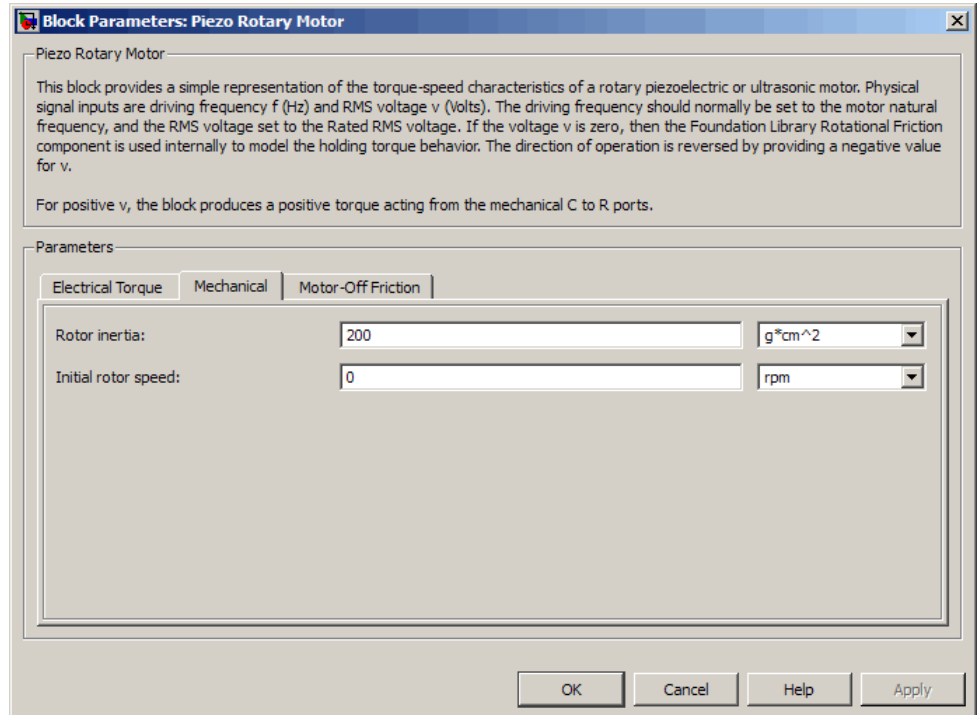 Block Parameters: Piezo Rotary Motor
Piezo Rotary Motor
This block provides a simple representation of the torque-speed characteristics of a rotary piezoelectric or ultrasonic motor. Physical
signal inputs are driving frequency f (Hz) and RMS voltage v (Volts). The driving frequency should normally be set to the motor natural
frequency, and the RMS voltage set to the Rated RMS voltage. If the voltage v is zero, then the Foundation Library Rotational Friction
component is used internally to model the holding torque behavior. The direction of operation is reversed by providing a negative value
for v.
For positive v, the block produces a positive torque acting from the mechanical C to R ports.
Parameters
Electrical Torque Mechanical Motor-Off Friction
Rotor inertia: 200 g*cm^2
Initial rotor speed: 0 rpm
OK Cancel Help Apply